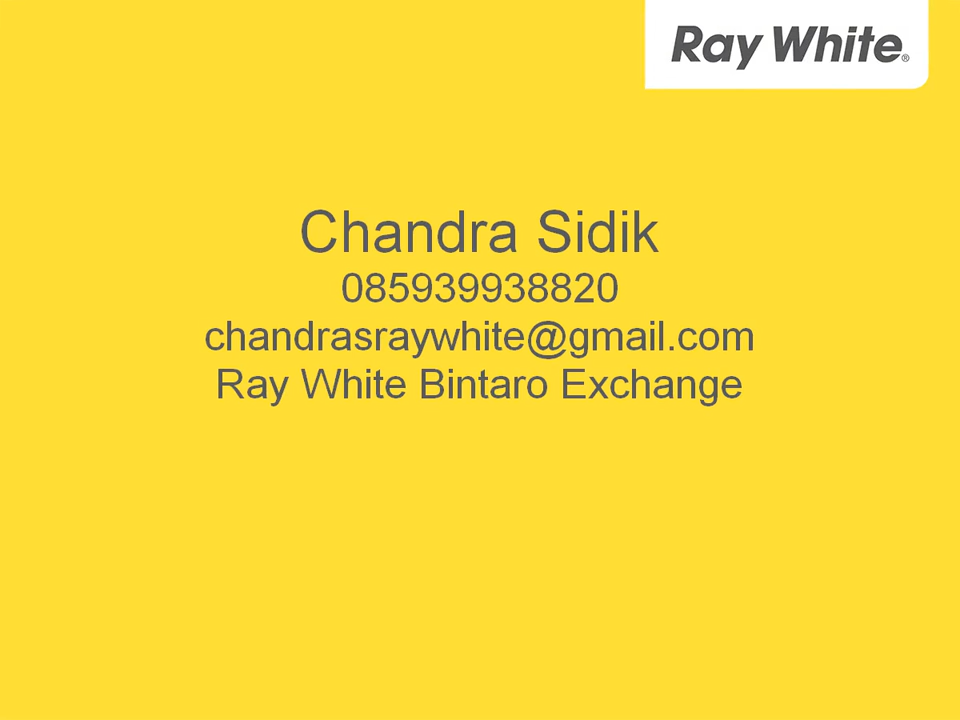 Ray White®
Chandra Sidik
085939938820
chandrasraywhite@gmail.com
Ray White Bintaro Exchange